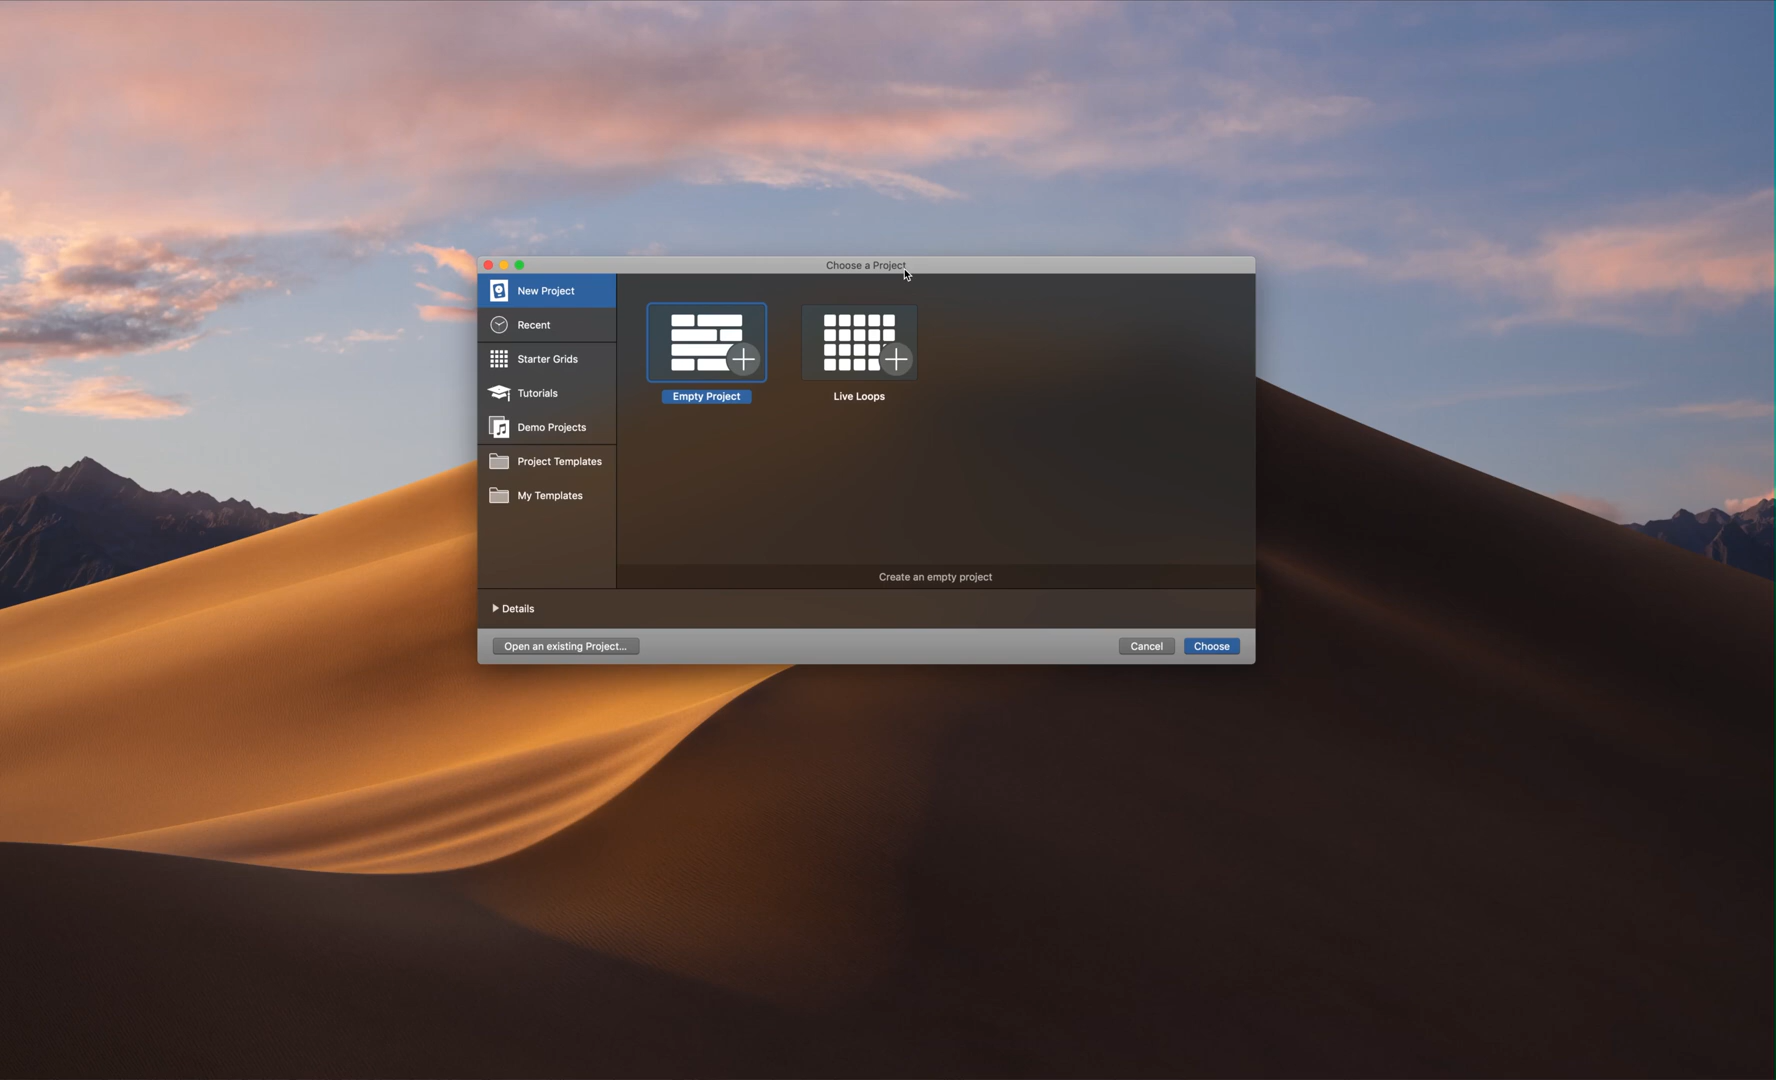 Choose a Project
New Project
Recent
Starter Grids
Tutorials
Demo Projects
Project Templates
My Templates
Empty Project
Live Loops
Create an empty project
Details
Open an existing Project...
Cancel
Choose